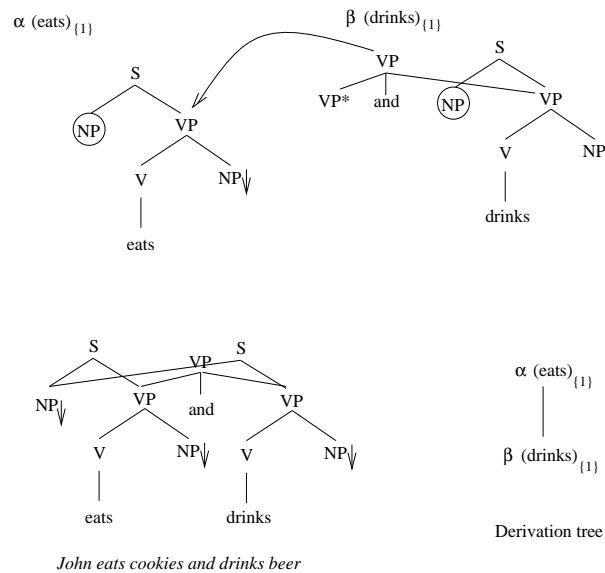 α (eats){1} β (drinks){1}
S VP S
NP VP VP* and NP VP
V NP V NP
eats drinks
S VP S
NP VP and VP
V NP V NP
eats drinks
John eats cookies and drinks beer
α (eats){1}
β (drinks){1}
Derivation tree